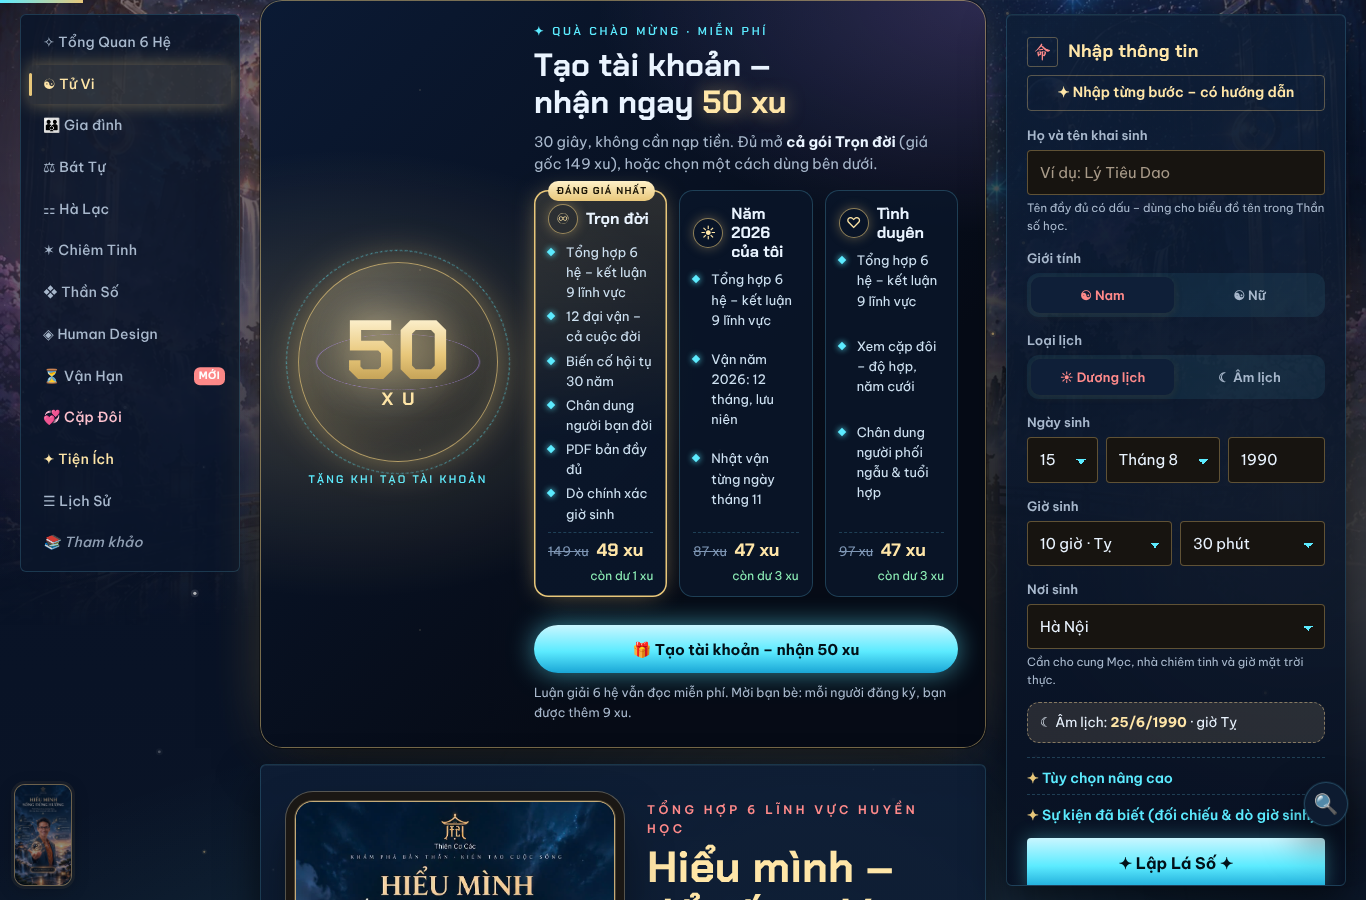 ✧ Tổng Quan 6 Hệ
☯ Tử Vi
👪 Gia đình
⚖ Bát Tự
⚏ Hà Lạc
✶ Chiêm Tinh
❖ Thần Số
◈ Human Design
⏳ Vận Hạn MỚI
💞 Cặp Đôi
✦ Tiện Ích
☰ Lịch Sử
📚 Tham khảo
50
XU
TẶNG KHI TẠO TÀI KHOẢN
✦ QUÀ CHÀO MỪNG · MIỄN PHÍ
Tạo tài khoản –
nhận ngay 50 xu
30 giây, không cần nạp tiền. Đủ mở cả gói Trọn đời (giá
gốc 149 xu), hoặc chọn một cách dùng bên dưới.
ĐÁNG GIÁ NHẤT
♾ Trọn đời
Tổng hợp 6
hệ – kết luận
9 lĩnh vực
12 đại vận –
cả cuộc đời
Biến cố hội tụ
30 năm
Chân dung
người bạn đời
PDF bản đầy
đủ
Dò chính xác
giờ sinh
149 xu 49 xu
còn dư 1 xu
☀ Năm
2026
của tôi
Tổng hợp 6
hệ – kết luận
9 lĩnh vực
Vận năm
2026: 12
tháng, lưu
niên
Nhật vận
từng ngày
tháng 11
87 xu 47 xu
còn dư 3 xu
♡ Tình
duyên
Tổng hợp 6
hệ – kết luận
9 lĩnh vực
Xem cặp đôi
– độ hợp,
năm cưới
Chân dung
người phối
ngẫu & tuổi
hợp
97 xu 47 xu
còn dư 3 xu
🎁 Tạo tài khoản – nhận 50 xu
Luận giải 6 hệ vẫn đọc miễn phí. Mời bạn bè: mỗi người đăng ký, bạn
được thêm 9 xu.
Thiên Cơ Các
KHÁM PHÁ BẢN THÂN · KIẾN TẠO CUỘC SỐNG
HIỂU MÌNH
TỔNG HỢP 6 LĨNH VỰC HUYỀN
HỌC
Hiểu mình –
命 Nhập thông tin
✦ Nhập từng bước – có hướng dẫn
Họ và tên khai sinh
Ví dụ: Lý Tiêu Dao
Tên đầy đủ có dấu – dùng cho biểu đồ tên trong Thần
số học.
Giới tính
☯ Nam ☯ Nữ
Loại lịch
☀ Dương lịch ☾ Âm lịch
Ngày sinh
15 Tháng 8 1990
Giờ sinh
10 giờ · Tỵ 30 phút
Nơi sinh
Hà Nội
Cần cho cung Mọc, nhà chiêm tinh và giờ mặt trời
thực.
☾ Âm lịch: 25/6/1990 · giờ Tỵ
✦ Tùy chọn nâng cao
✦ Sự kiện đã biết (đối chiếu & dò giờ sinh)
✦ Lập Lá Số ✦